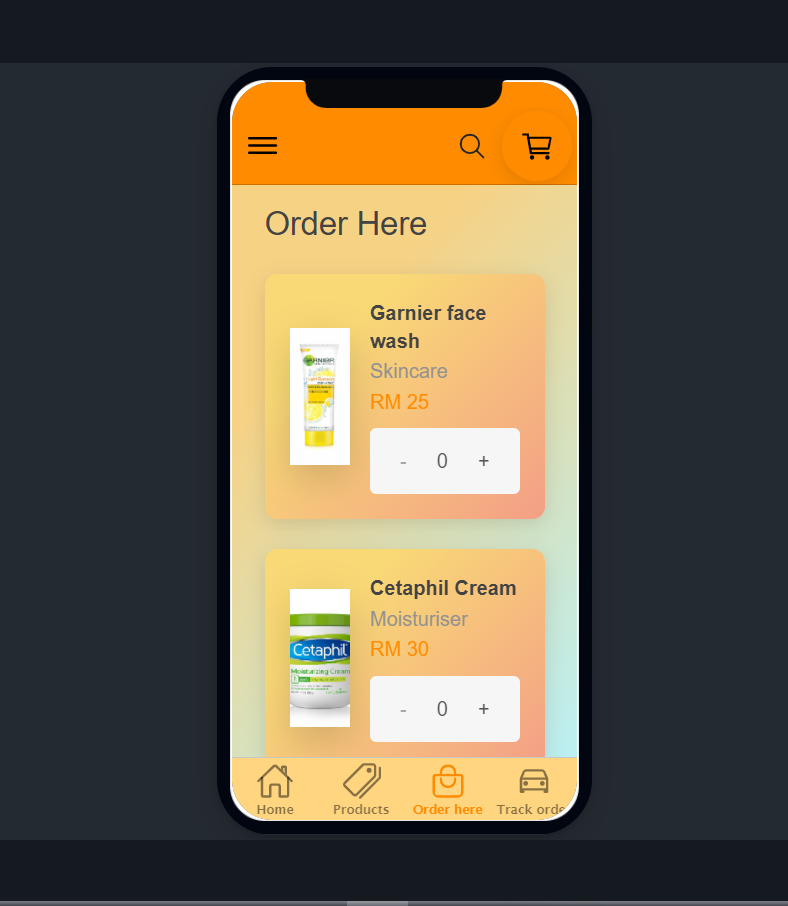 Order Here
Garnier face
wash
Skincare
RM 25
GARNIER
- 0 +
Cetaphil Cream
Moisturiser
RM 30
Cetaphil
Moisturizing Cream
- 0 +
Home Products Order here Track orde